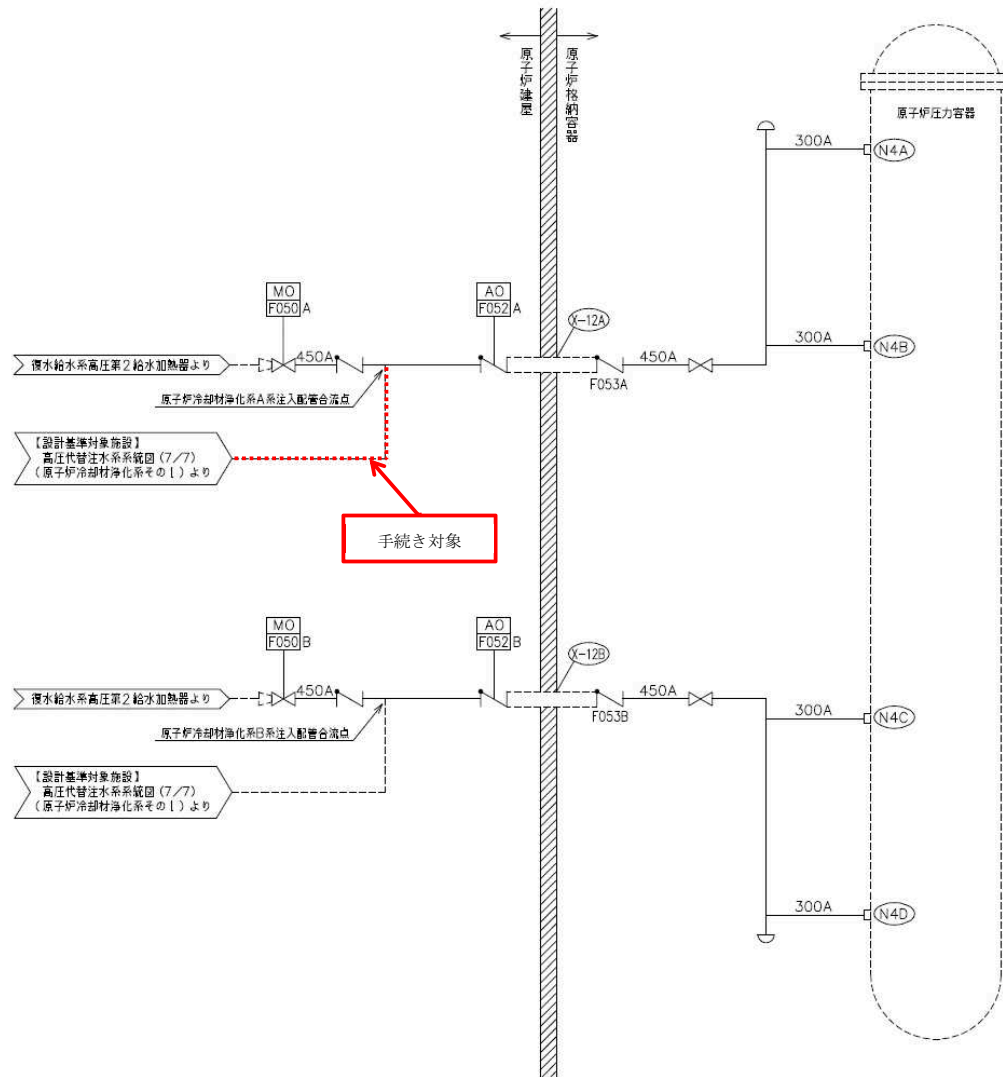 原子炉建屋
原子炉格納容器
原子炉圧力容器
300A
N4A
MO
F050 A
AO
F052 A
X-12A
300A
N4B
復水給水系高圧第2給水加熱器より
450A
450A
F053A
原子炉冷却材浄化系A系注入配管合流点
【設計基準対象施設】
高圧代替注水系系統図(7/7)
(原子炉冷却材浄化系その1)より
手続き対象
MO
F050 B
AO
F052 B
X-12B
復水給水系高圧第2給水加熱器より
450A
450A
F053B
300A
N4C
原子炉冷却材浄化系B系注入配管合流点
【設計基準対象施設】
高圧代替注水系系統図(7/7)
(原子炉冷却材浄化系その1)より
300A
N4D